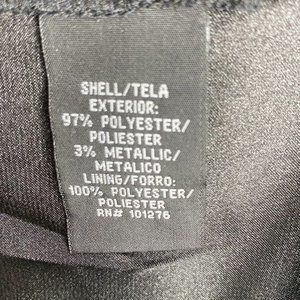 SHELL/TELA
EXTERIOR:
97% POLYESTER/
POLIESTER
3% METALLIC/
METALICO
LINING/FORRO:
100% POLYESTER/
POLIESTER
RN# 101276